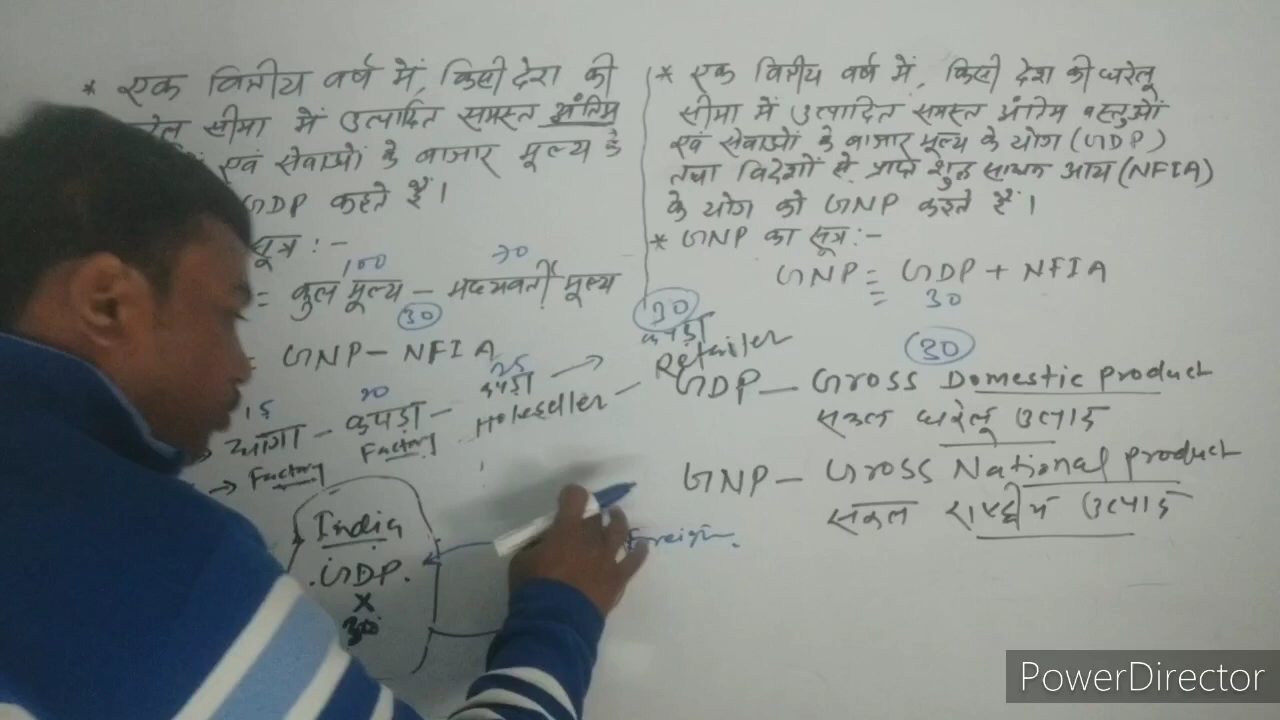 * एक वित्तीय वर्ष में, किसी देश की
सीमा में उत्पादित समस्त अंतिम
एवं सेवाओं के बाजार मूल्य के
GDP कहते हैं।
सूत्र :-
100 70
= कुल मूल्य - मध्यवर्ती मूल्य
30
= GNP - NFIA
15 20 25 30
धागा - कपड़ा - कपड़ा → कपड़ा
→ Factory Factory Holeseller - Retailer
India
GDP.
X
Foreign
* एक वित्तीय वर्ष में, किसी देश की घरेलू
सीमा में उत्पादित समस्त अंतिम वस्तुओं
एवं सेवाओं के बाजार मूल्य के योग (GDP)
तथा विदेशों से प्राप्त शुद्ध साधन आय (NFIA)
के योग को GNP कहते हैं।
* GNP का सूत्र :-
GNP = GDP + NFIA
30
30
GDP - Gross Domestic product
सकल घरेलू उत्पाद
GNP - Gross National product
सकल राष्ट्रीय उत्पाद
PowerDirector